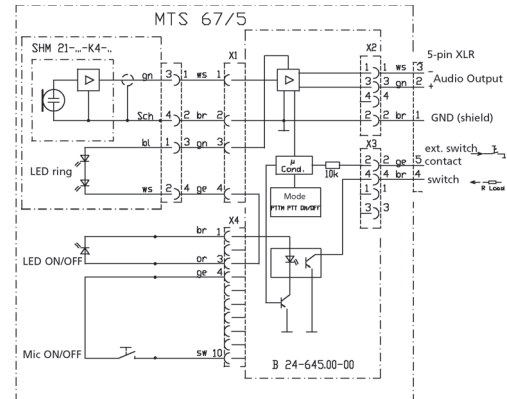 MTS 67/5
SHM 21-...-K4-..
gn 3 1 ws 1
Sch 4 2 br 2
bl 1 3 gn 3
ws 2 4 ge 4
LED ring
X1
X2
1 1 ws 3 -
3 3 gn 2 +
4 4
2 2 br 1
5-pin XLR
Audio Output
GND (shield)
X3
2 2 ge 5
4 4 br 4
1 1
3 3
ext. switch
contact
switch
R Load
µ
Cond.
10k
Mode
PTTM PTT ON/OFF
X4
br 1
or 3
ge 4
sw 10
LED ON/OFF
Mic ON/OFF
B 24-645.00-00